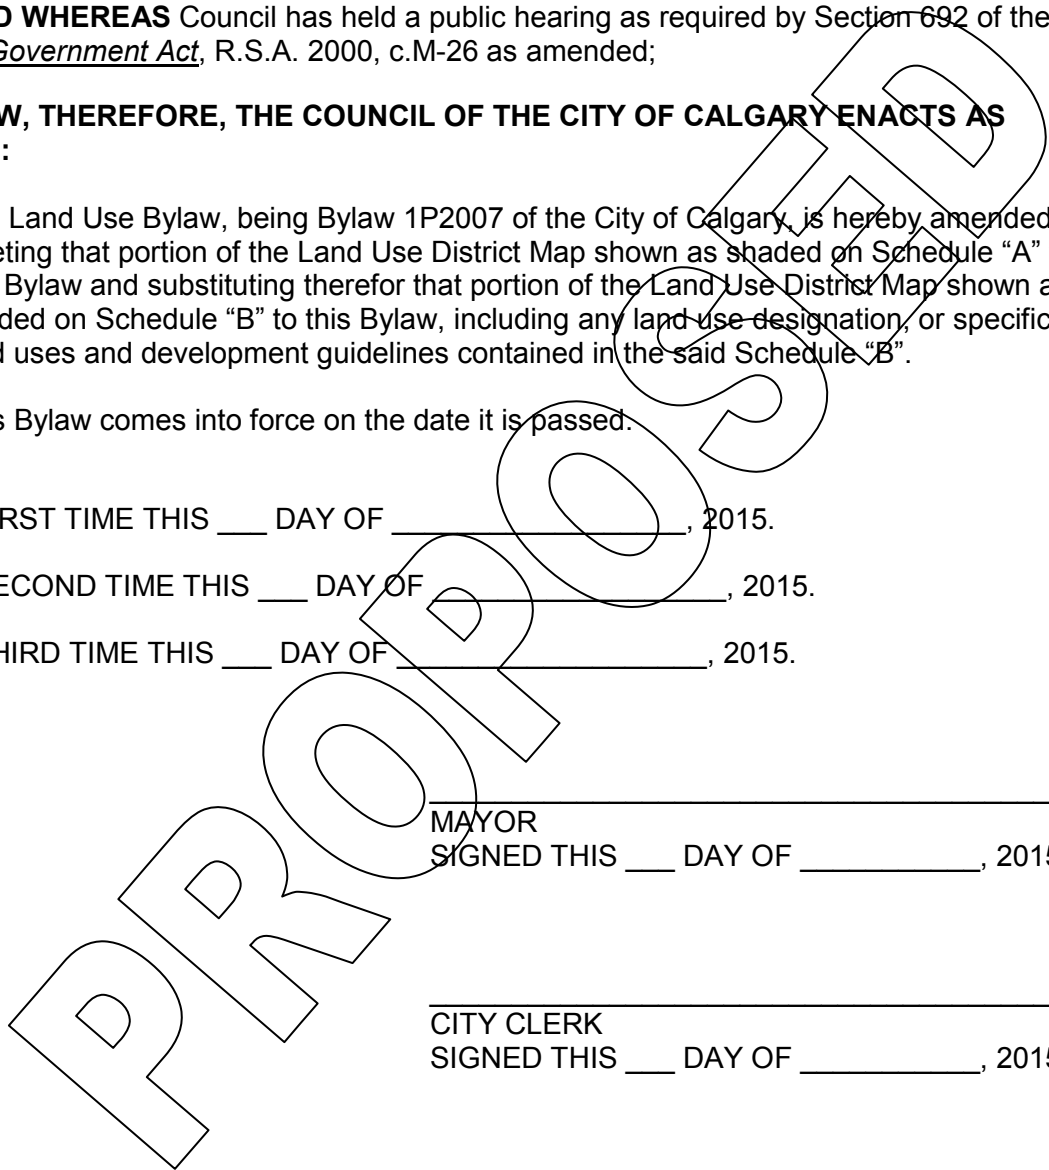 D WHEREAS Council has held a public hearing as required by Section 692 of the
Government Act, R.S.A. 2000, c.M-26 as amended;
W, THEREFORE, THE COUNCIL OF THE CITY OF CALGARY ENACTS AS
:
Land Use Bylaw, being Bylaw 1P2007 of the City of Calgary, is hereby amended
eting that portion of the Land Use District Map shown as shaded on Schedule “A”
Bylaw and substituting therefor that portion of the Land Use District Map shown a
ded on Schedule “B” to this Bylaw, including any land use designation, or specific
d uses and development guidelines contained in the said Schedule “B”.
s Bylaw comes into force on the date it is passed.
RST TIME THIS ___ DAY OF __________________, 2015.
ECOND TIME THIS ___ DAY OF __________________, 2015.
HIRD TIME THIS ___ DAY OF ___________________, 2015.
MAYOR
SIGNED THIS ___ DAY OF ___________, 2015
CITY CLERK
SIGNED THIS ___ DAY OF ___________, 2015
PROPOSED